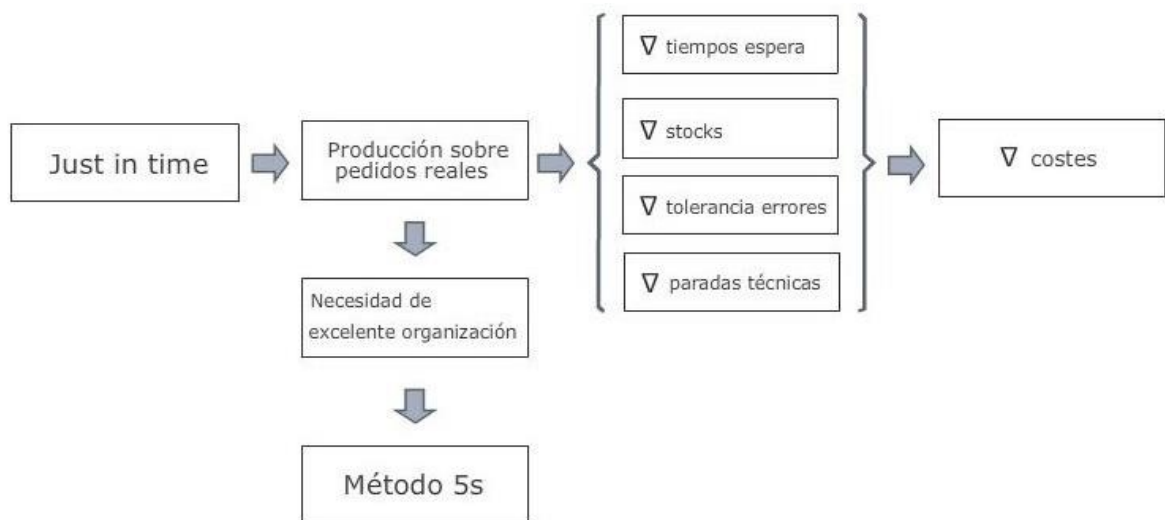 Just in time
Producción sobre
pedidos reales
∇ tiempos espera
∇ stocks
∇ tolerancia errores
∇ paradas técnicas
∇ costes
Necesidad de
excelente organización
Método 5s